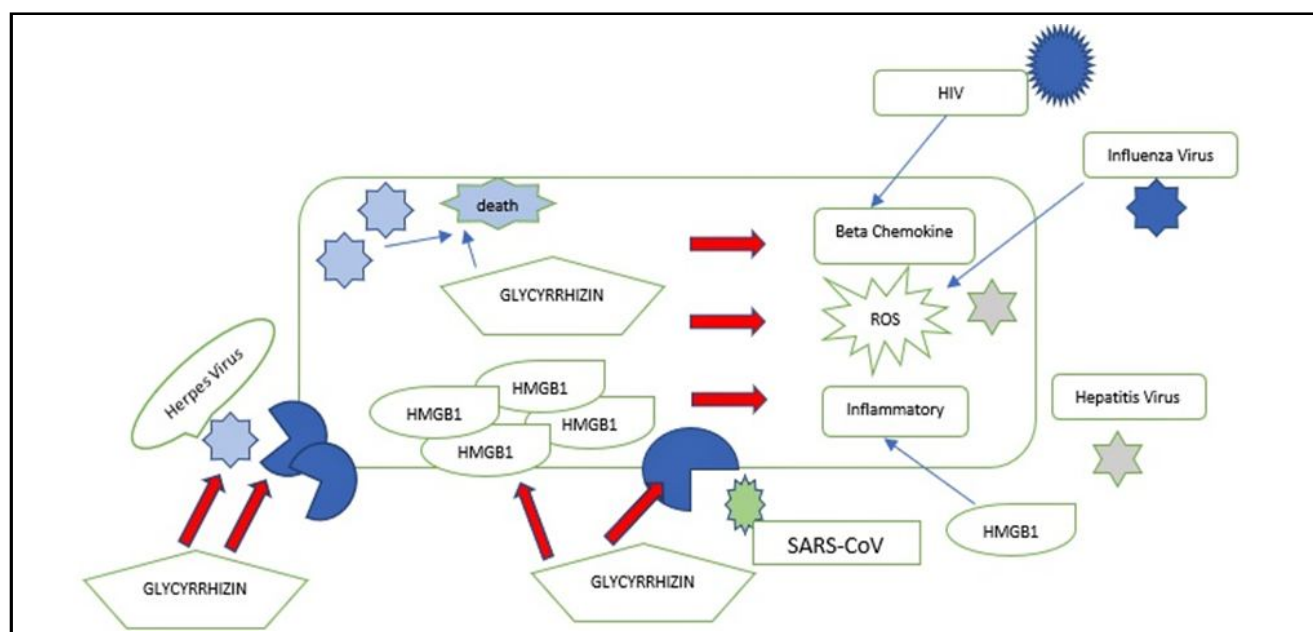 HIV
Influenza Virus
death
Beta Chemokine
GLYCYRRHIZIN
ROS
Herpes Virus
HMGB1
HMGB1
HMGB1
HMGB1
Inflammatory
Hepatitis Virus
HMGB1
SARS-CoV
GLYCYRRHIZIN
GLYCYRRHIZIN